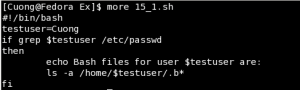 [Cuong@Fedora Ex]$ more 15_1.sh
#!/bin/bash
testuser=Cuong
if grep $testuser /etc/passwd
then
echo Bash files for user $testuser are:
ls -a /home/$testuser/.b*
fi